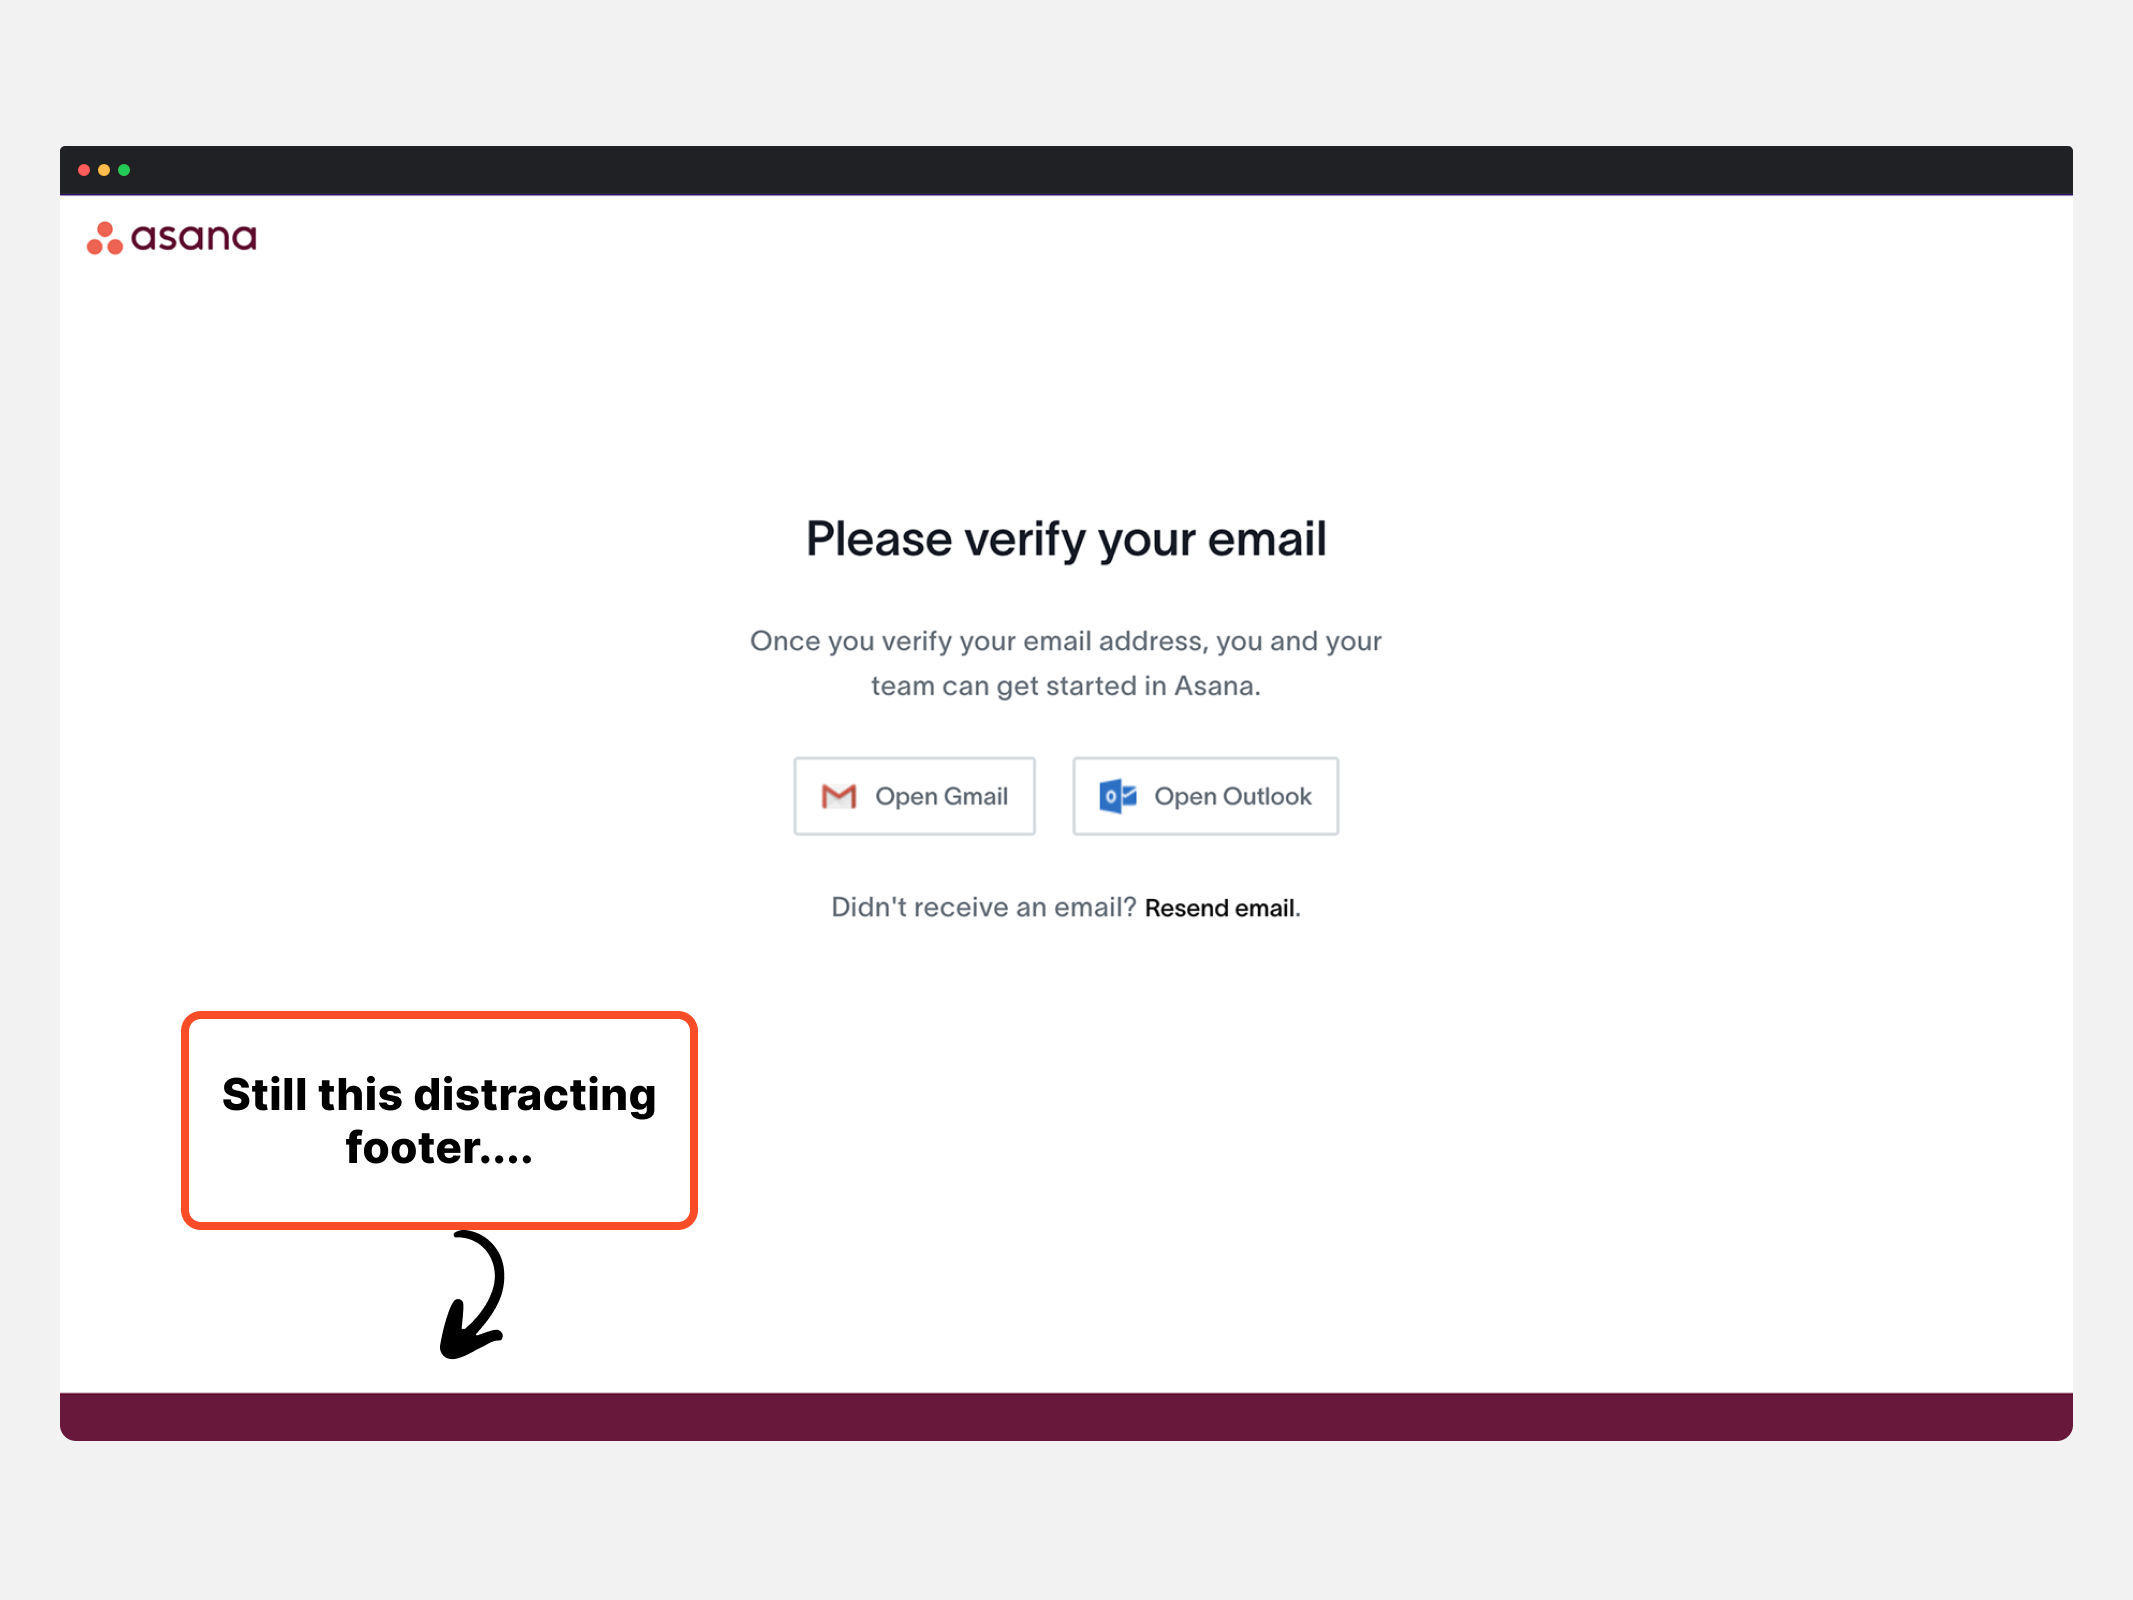 asana
Please verify your email
Once you verify your email address, you and your
team can get started in Asana.
Open Gmail
Open Outlook
Didn't receive an email? Resend email.
Still this distracting
footer....